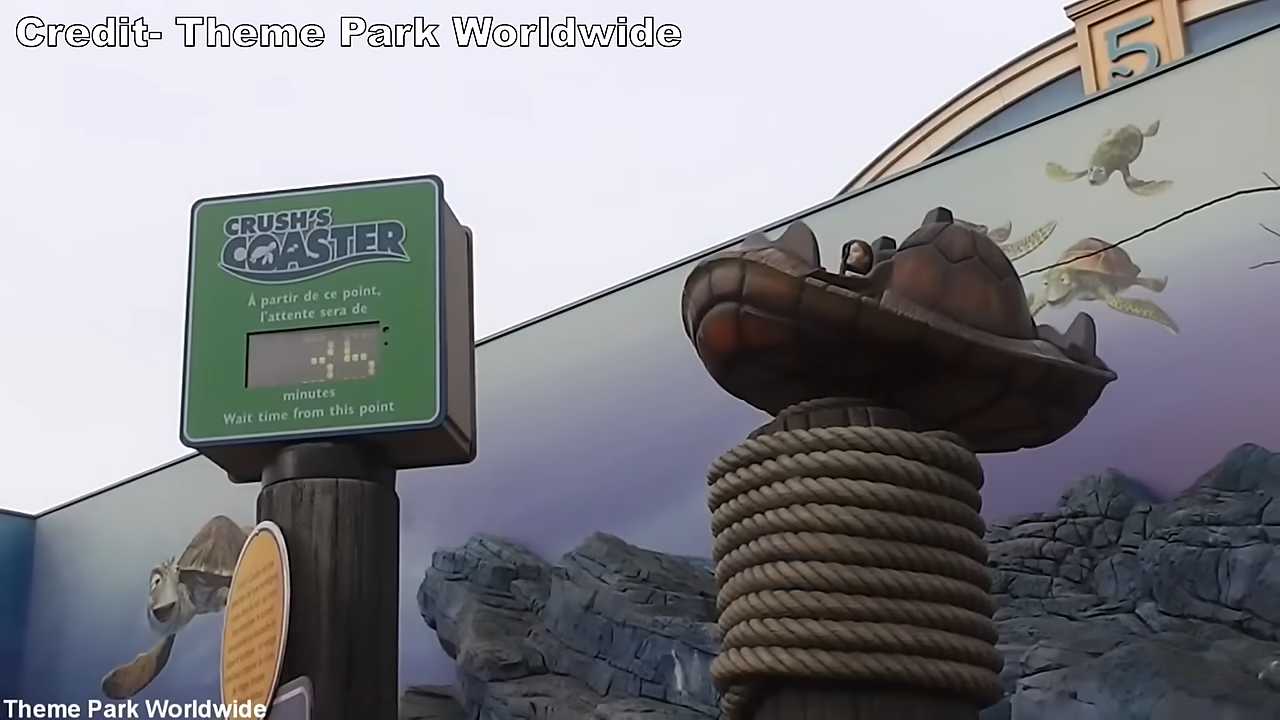 Credit- Theme Park Worldwide
5
CRUSH'S
COASTER
À partir de ce point,
l'attente sera de
minutes
Wait time from this point
Theme Park Worldwide